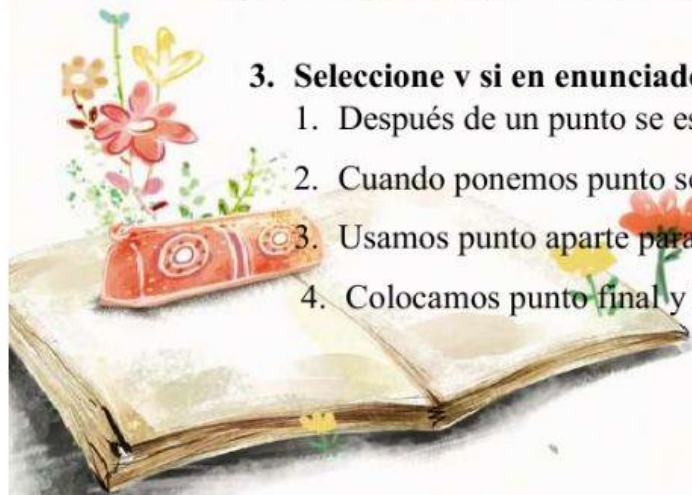 3. Seleccione v si en enunciado
1. Después de un punto se es
2. Cuando ponemos punto se
3. Usamos punto aparte para
4. Colocamos punto final y